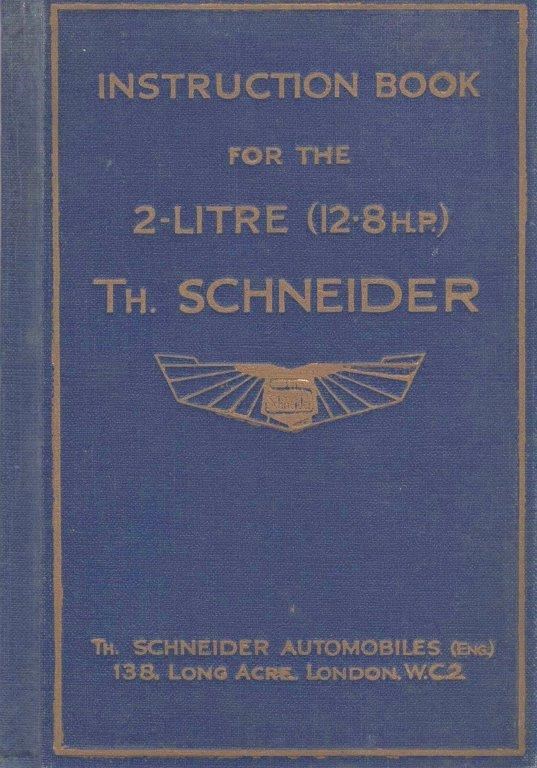 INSTRUCTION BOOK
FOR THE
2-LITRE (12·8 H.P.)
TH. SCHNEIDER
TH. SCHNEIDER AUTOMOBILES (ENG.)
138, LONG ACRE, LONDON, W.C.2